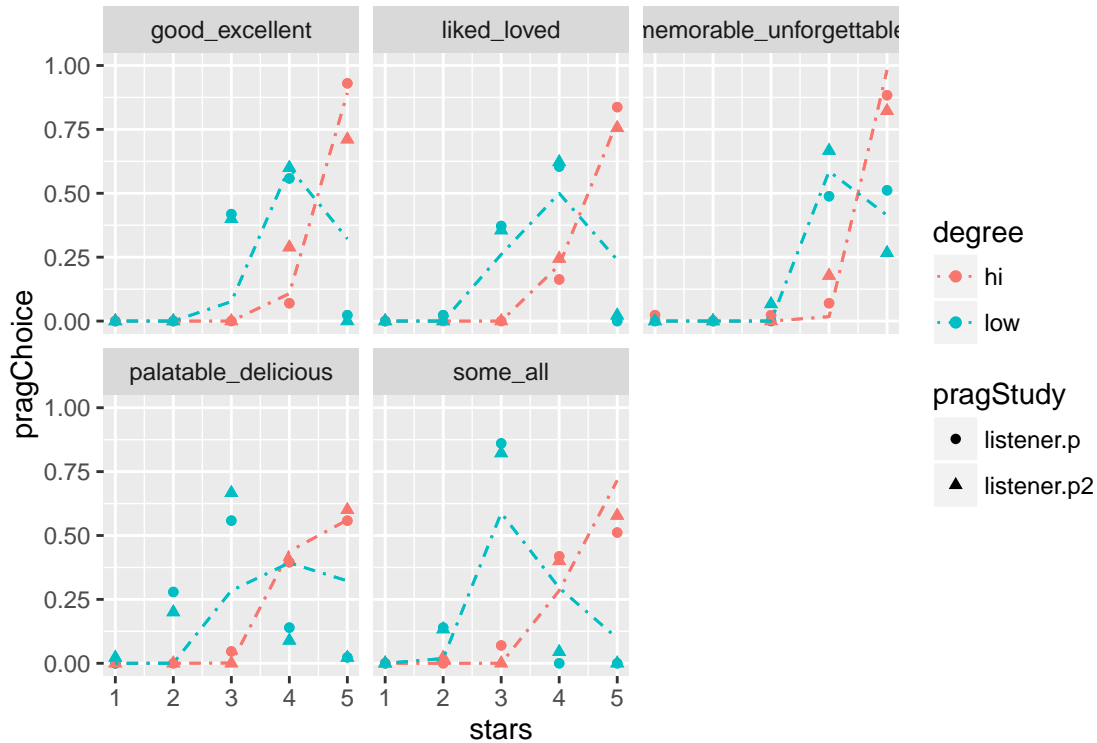 good_excellent
liked_loved
memorable_unforgettable
1.00
0.75
0.50
0.25
0.00
palatable_delicious
some_all
1.00
0.75
0.50
0.25
0.00
1 2 3 4 5
1 2 3 4 5
stars
pragChoice
degree
hi
low
pragStudy
listener.p
listener.p2